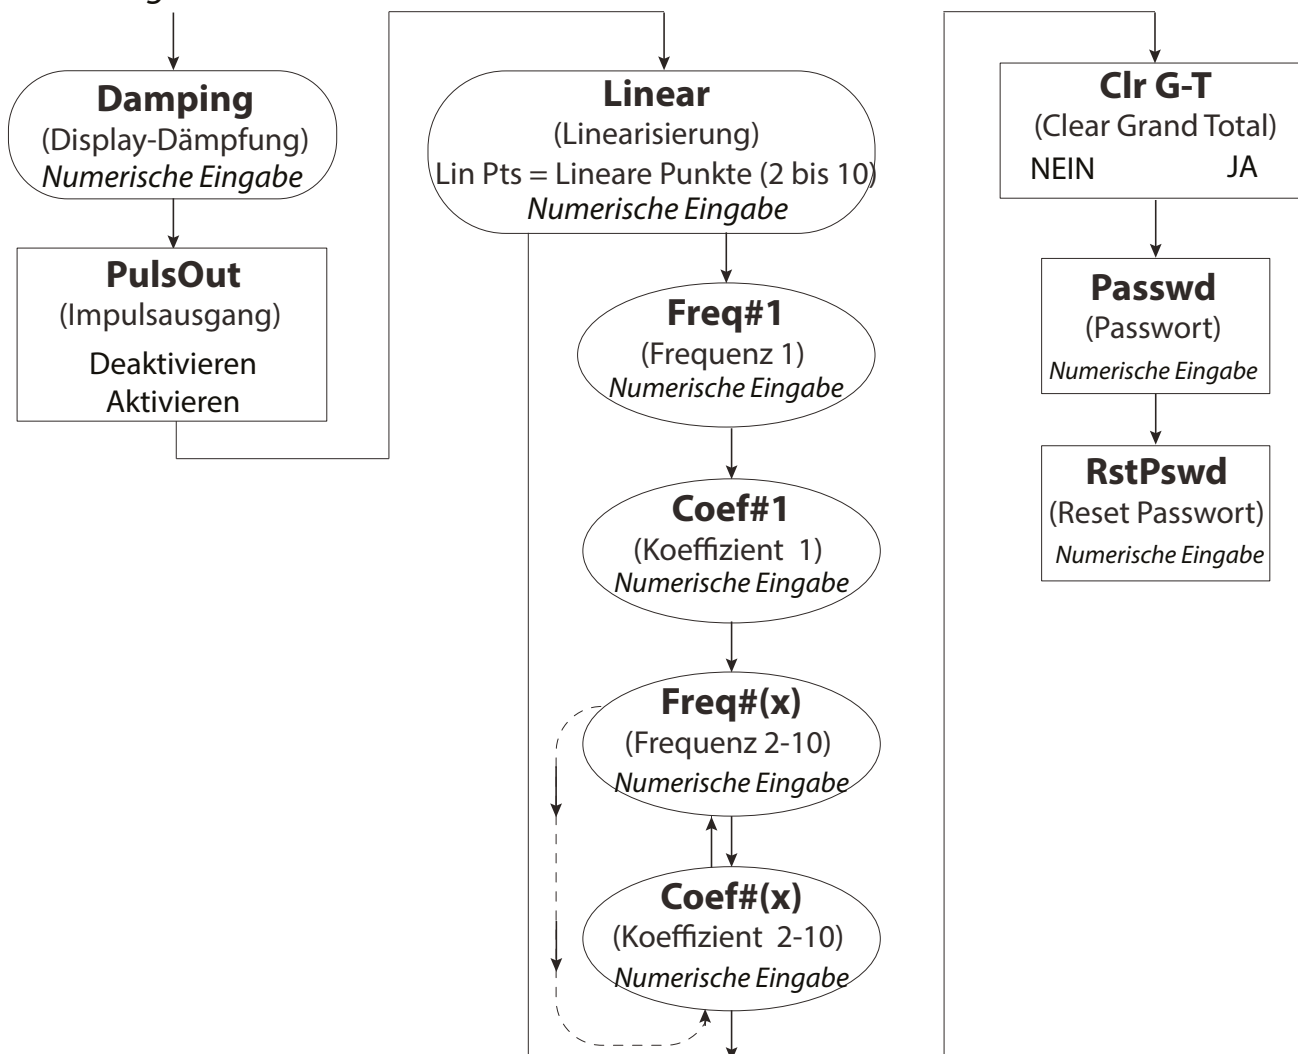 Damping
(Display-Dämpfung)
Numerische Eingabe
PulsOut
(Impulsausgang)
Deaktivieren
Aktivieren
Linear
(Linearisierung)
Lin Pts = Lineare Punkte (2 bis 10)
Numerische Eingabe
Freq#1
(Frequenz 1)
Numerische Eingabe
Coef#1
(Koeffizient  1)
Numerische Eingabe
Freq#(x)
(Frequenz 2-10)
Numerische Eingabe
Coef#(x)
(Koeffizient  2-10)
Numerische Eingabe
Clr G-T
(Clear Grand Total)
NEIN JA
Passwd
(Passwort)
Numerische Eingabe
RstPswd
(Reset Passwort)
Numerische Eingabe